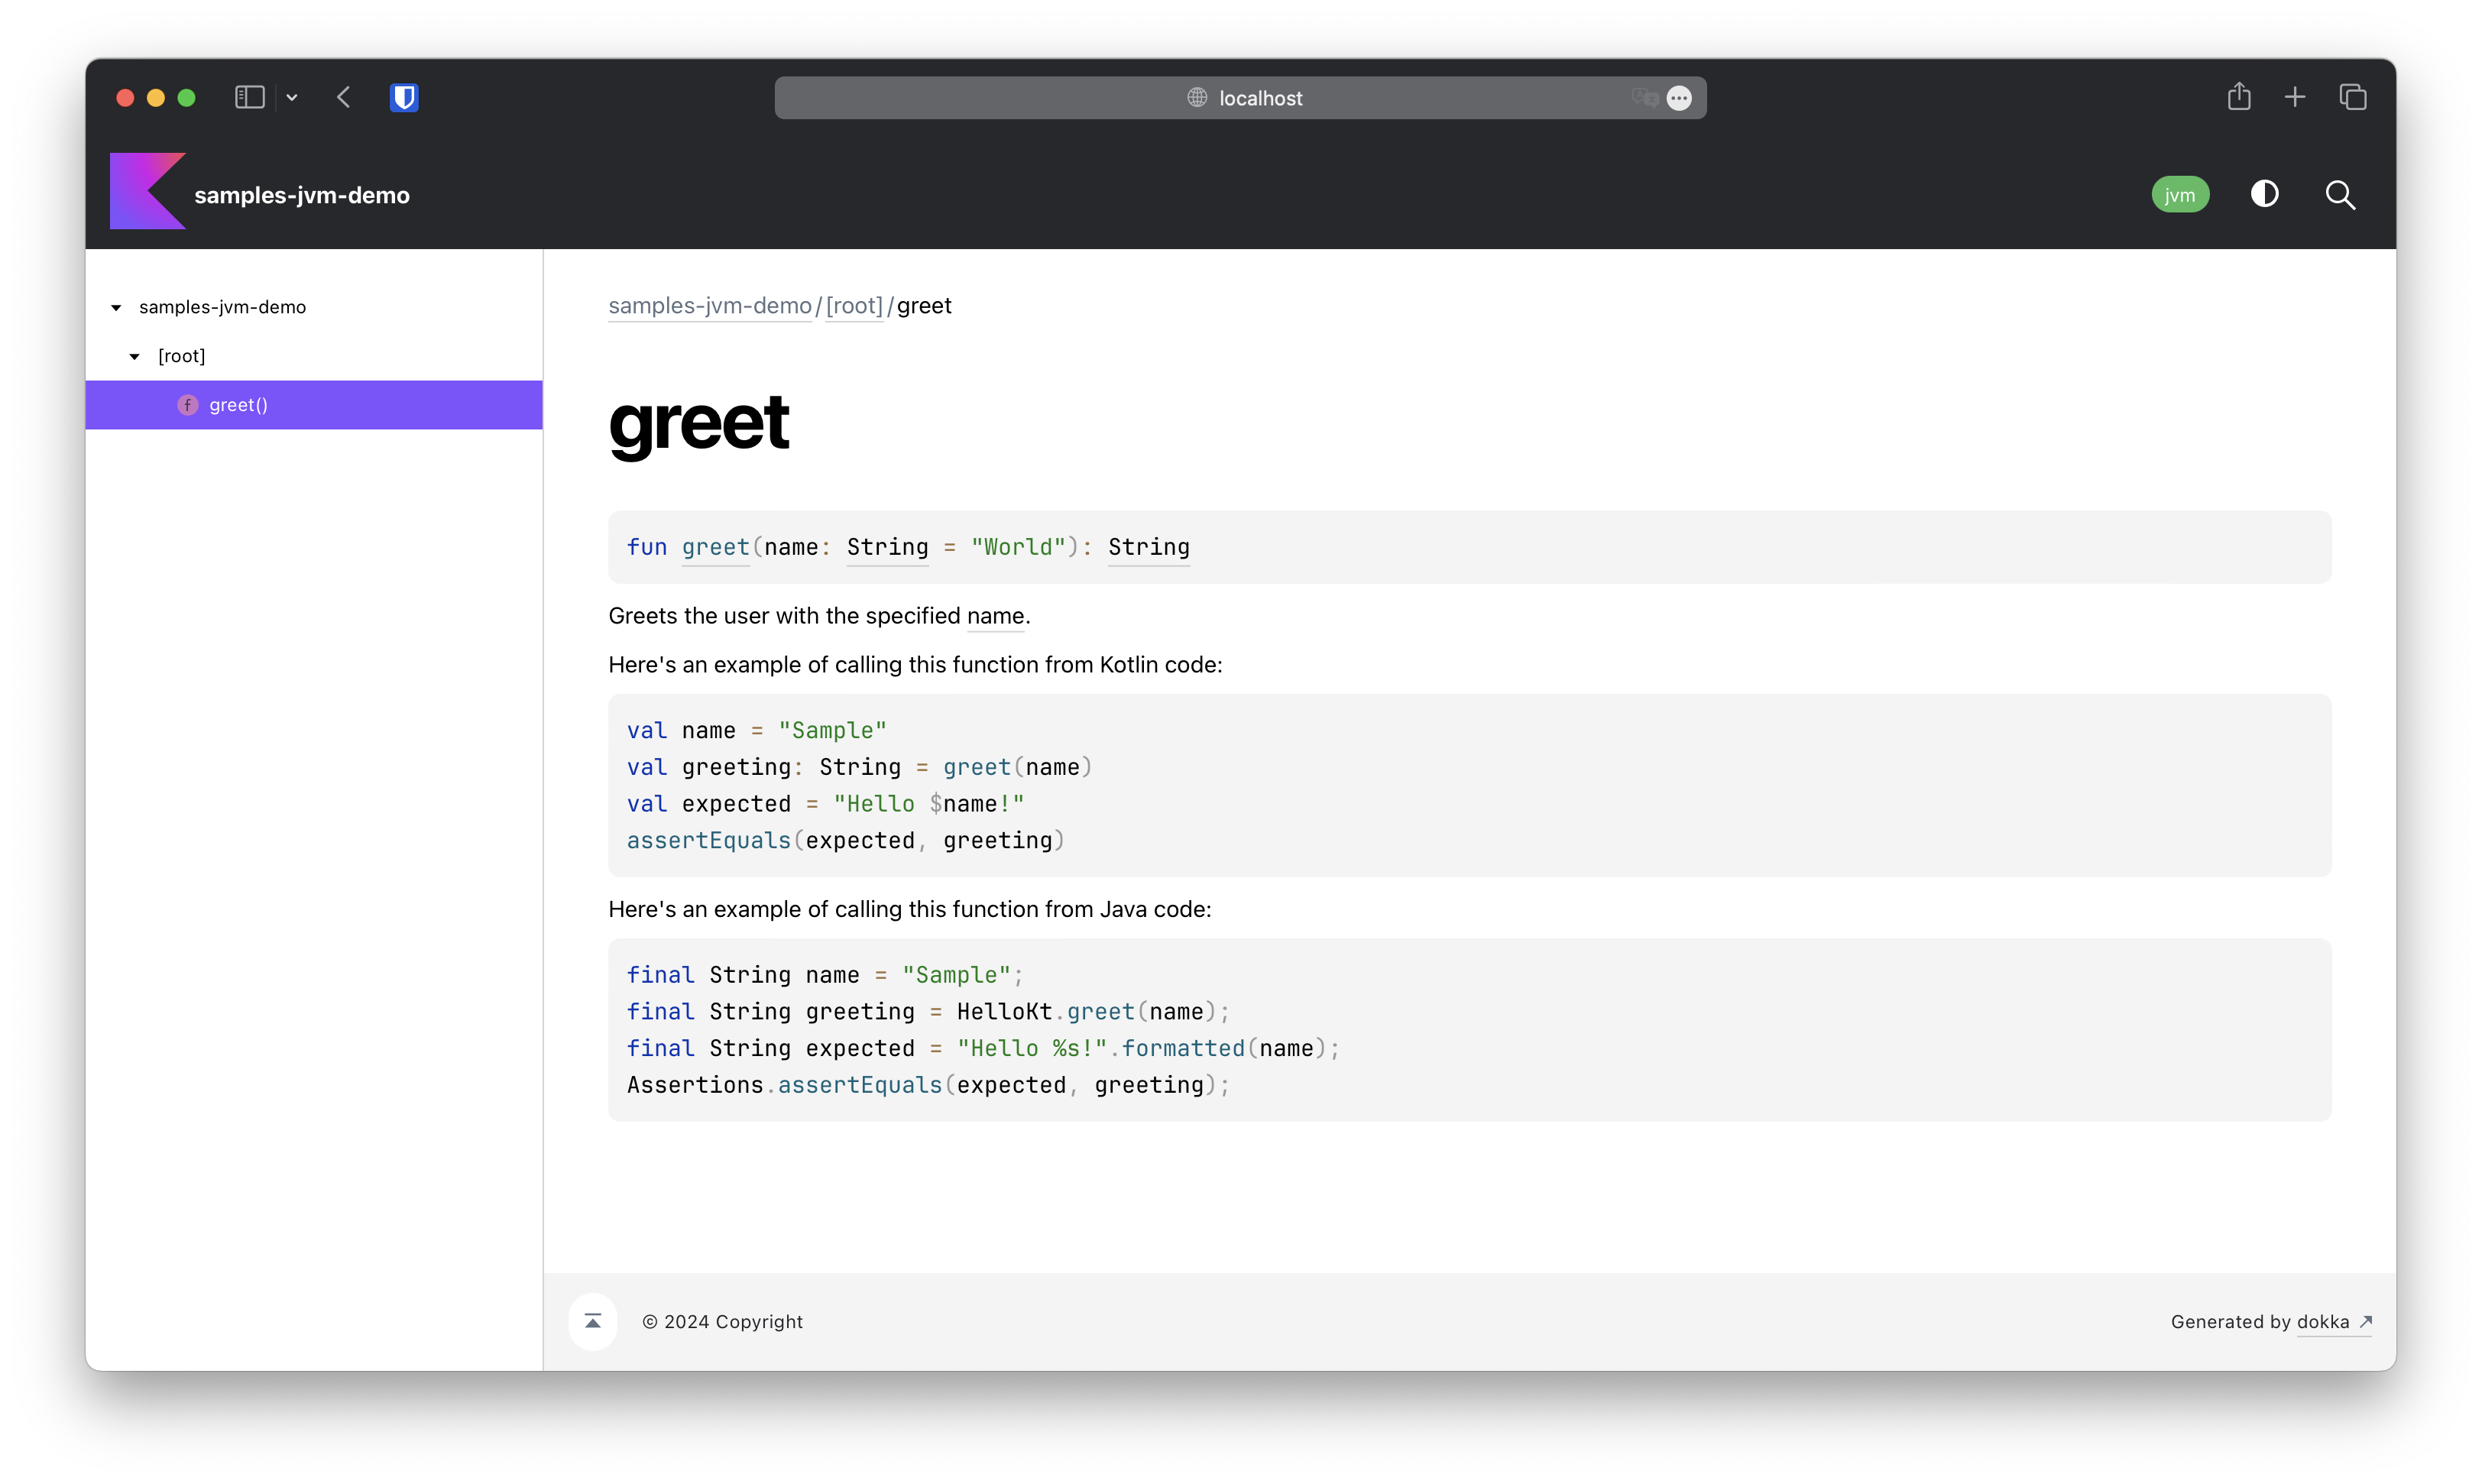 localhost
samples-jvm-demo
jvm
samples-jvm-demo
[root]
f greet()
samples-jvm-demo/[root]/greet
greet
fun greet(name: String = "World"): String
Greets the user with the specified name.
Here's an example of calling this function from Kotlin code:
val name = "Sample"
val greeting: String = greet(name)
val expected = "Hello $name!"
assertEquals(expected, greeting)
Here's an example of calling this function from Java code:
final String name = "Sample";
final String greeting = HelloKt.greet(name);
final String expected = "Hello %s!".formatted(name);
Assertions.assertEquals(expected, greeting);
© 2024 Copyright
Generated by dokka